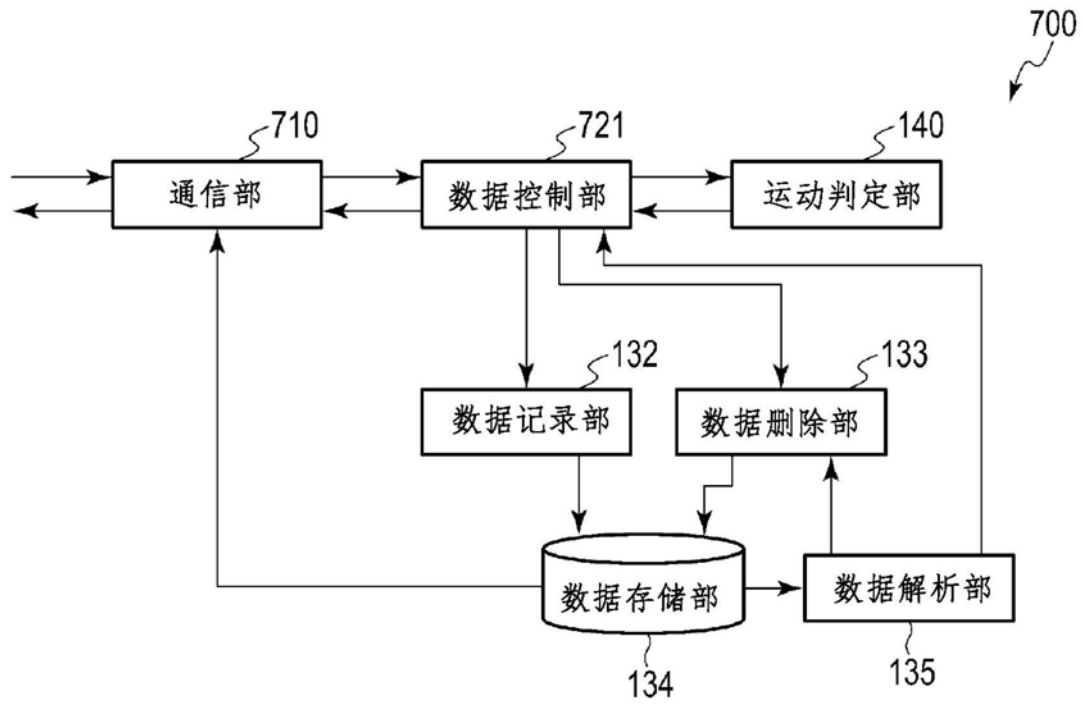 700
710
721
140
通信部
数据控制部
运动判定部
132
133
数据记录部
数据删除部
数据存储部
数据解析部
134
135